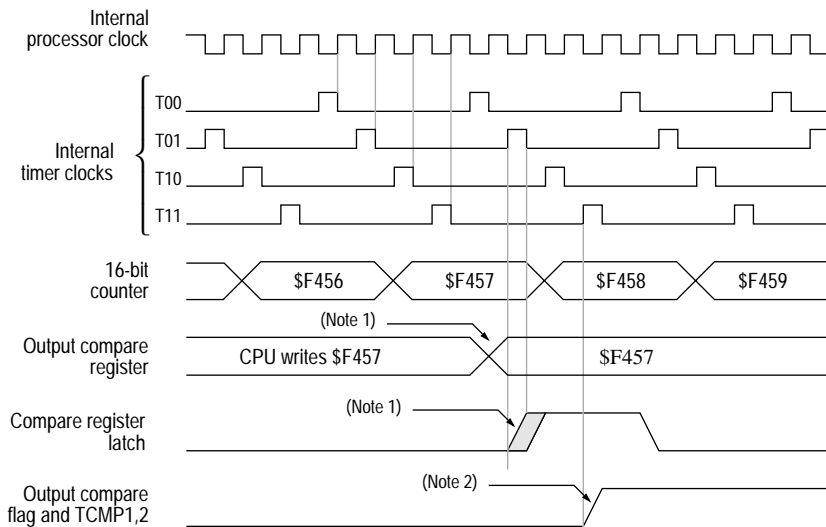 Internal
processor clock
T00
T01
Internal
timer clocks
T10
T11
16-bit
counter
$F456
$F457
$F458
$F459
(Note 1)
Output compare
register
CPU writes $F457
$F457
(Note 1)
Compare register
latch
(Note 2)
Output compare
flag and TCMP1,2